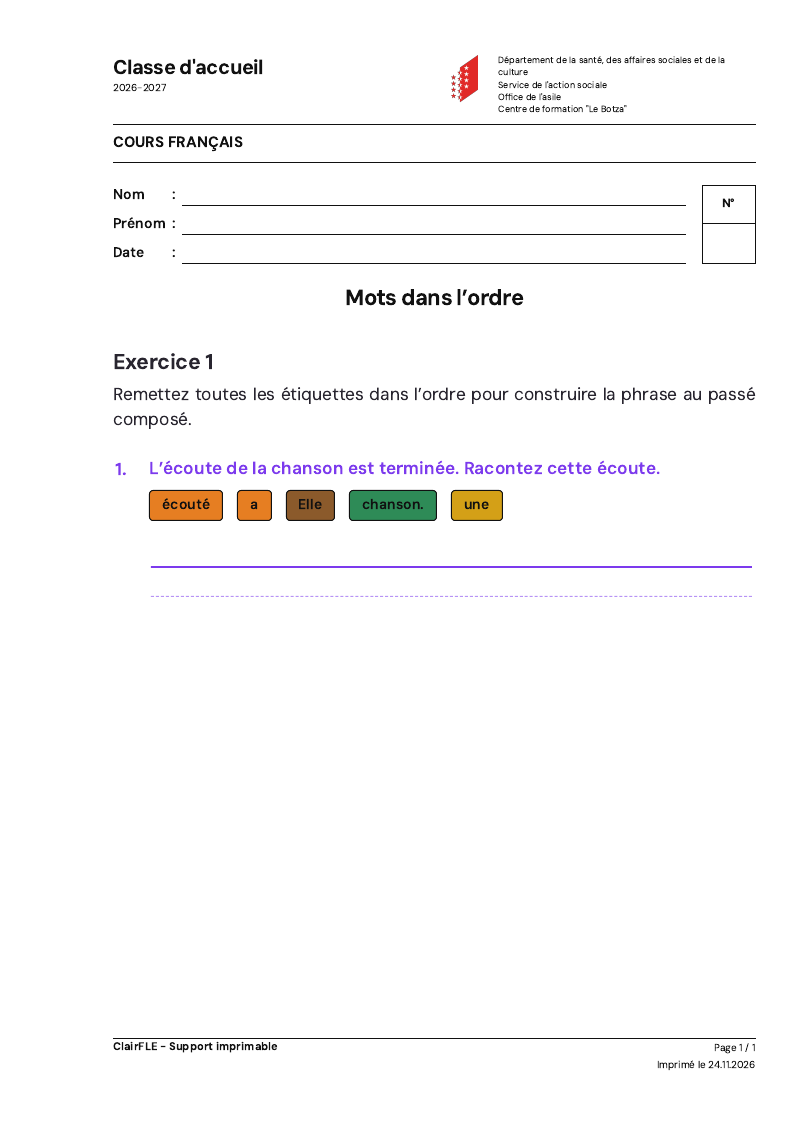 Classe d'accueil
2026-2027
Département de la santé, des affaires sociales et de la
culture
Service de l'action sociale
Office de l'asile
Centre de formation "Le Botza"
COURS FRANÇAIS
Nom :
Prénom :
Date :
N°
Mots dans l’ordre
Exercice 1
Remettez toutes les étiquettes dans l’ordre pour construire la phrase au passé
composé.
1. L’écoute de la chanson est terminée. Racontez cette écoute.
écouté a Elle chanson. une
ClairFLE - Support imprimable
Page 1 / 1
Imprimé le 24.11.2026